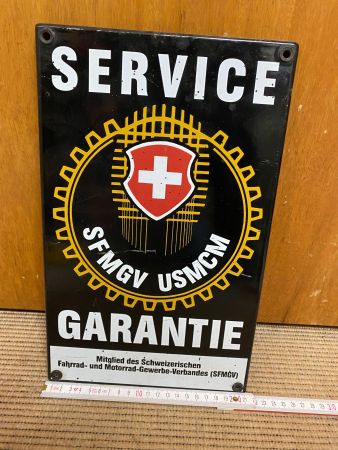 SERVICE
SFMGV USMCM
GARANTIE
Mitglied des Schweizerischen
Fahrrad- und Motorrad-Gewerbe-Verbandes (SFMGV)